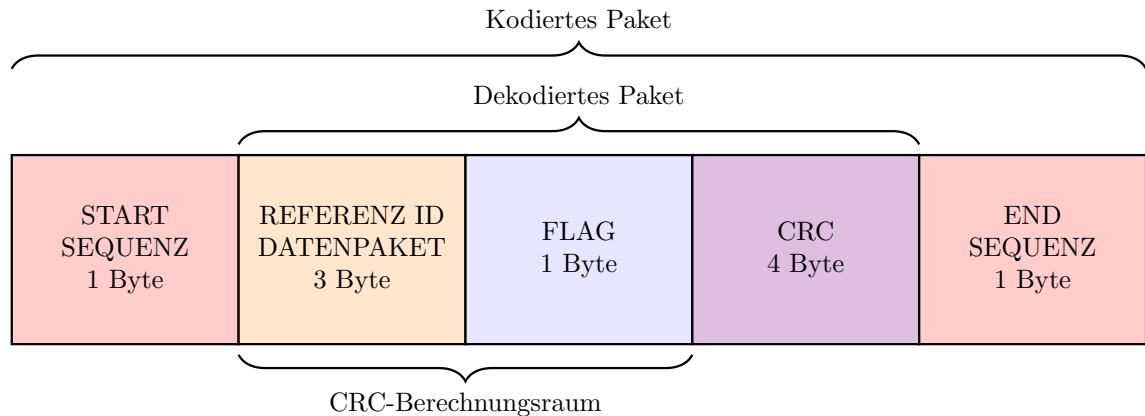 Kodiertes Paket
Dekodiertes Paket
START
SEQUENZ
1 Byte
REFERENZ ID
DATENPAKET
3 Byte
FLAG
1 Byte
CRC
4 Byte
END
SEQUENZ
1 Byte
CRC-Berechnungsraum